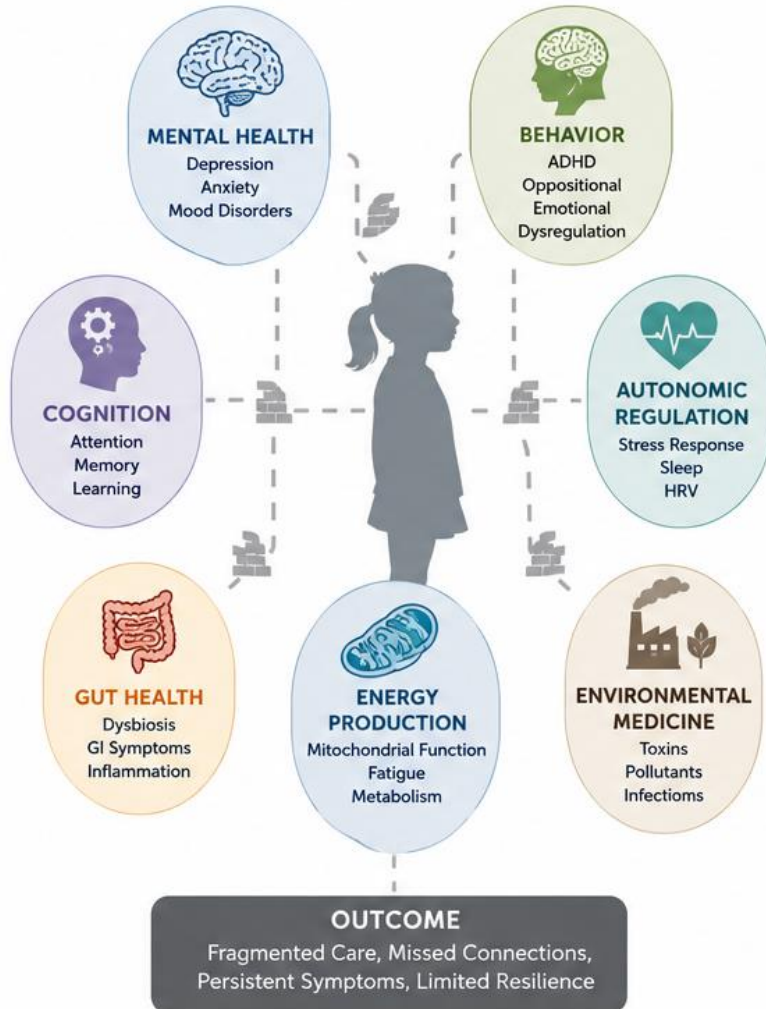 MENTAL HEALTH
Depression
Anxiety
Mood Disorders
BEHAVIOR
ADHD
Oppositional
Emotional
Dysregulation
COGNITION
Attention
Memory
Learning
AUTONOMIC
REGULATION
Stress Response
Sleep
HRV
GUT HEALTH
Dysbiosis
GI Symptoms
Inflammation
ENERGY
PRODUCTION
Mitochondrial Function
Fatigue
Metabolism
ENVIRONMENTAL
MEDICINE
Toxins
Pollutants
Infectioms
OUTCOME
Fragmented Care, Missed Connections,
Persistent Symptoms, Limited Resilience